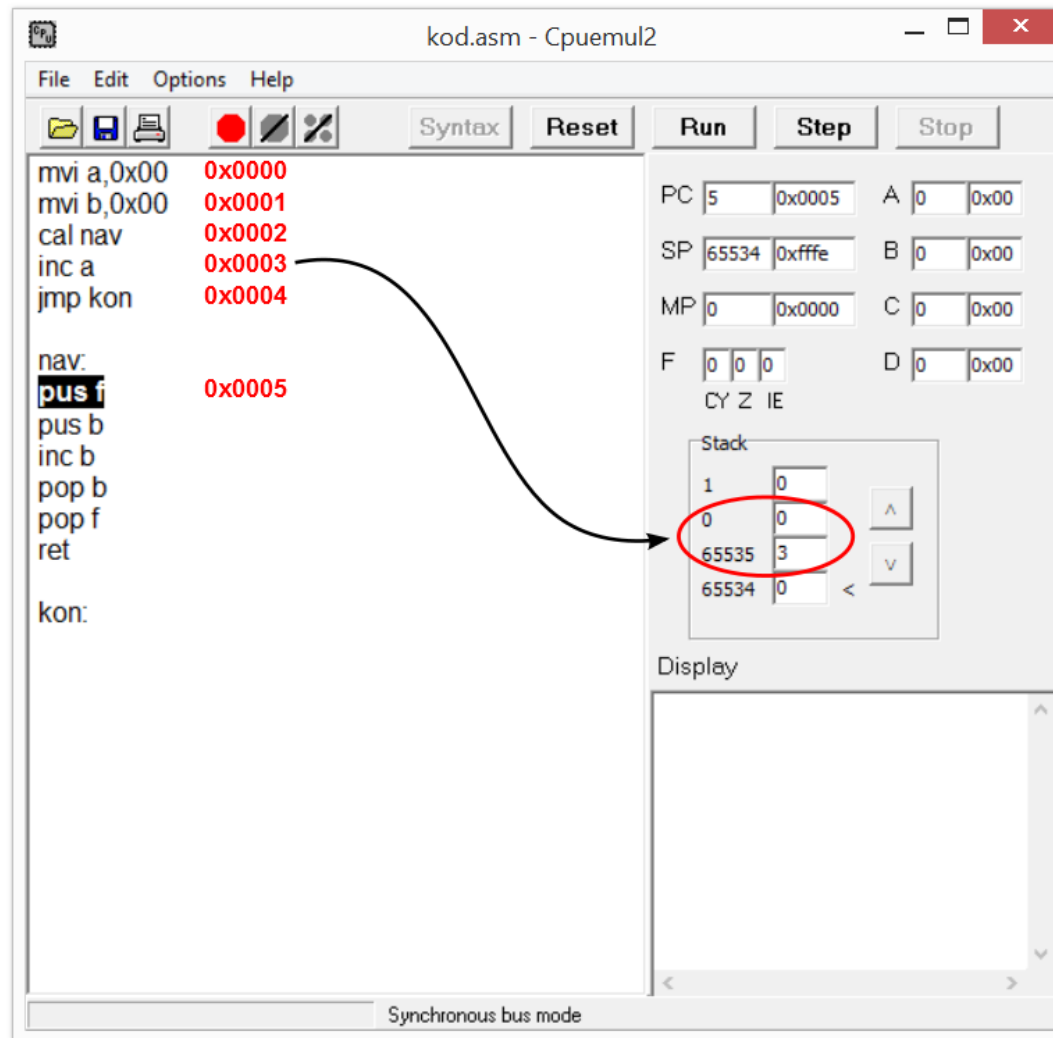 CPU
kod.asm - Cpuemul2
File Edit Options Help
Syntax Reset Run Step Stop
mvi a,0x00 0x0000
mvi b,0x00 0x0001
cal nav 0x0002
inc a 0x0003
jmp kon 0x0004
nav:
pus f 0x0005
pus b
inc b
pop b
pop f
ret
kon:
PC 5 0x0005 A 0 0x00
SP 65534 0xfffe B 0 0x00
MP 0 0x0000 C 0 0x00
F 0 0 0 D 0 0x00
CY Z IE
Stack
1 0
0 0
65535 3
65534 0 <
Display
Synchronous bus mode